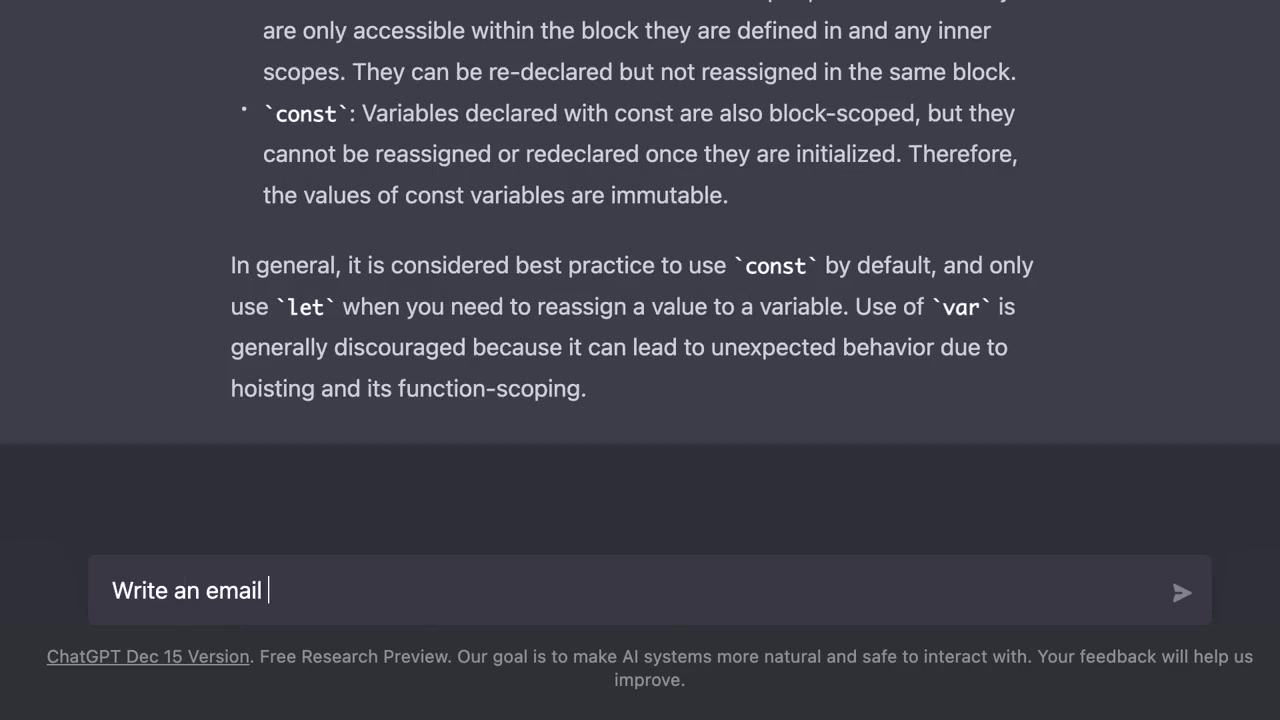 are only accessible within the block they are defined in and any inner
scopes. They can be re-declared but not reassigned in the same block.
• `const`: Variables declared with const are also block-scoped, but they
cannot be reassigned or redeclared once they are initialized. Therefore,
the values of const variables are immutable.
In general, it is considered best practice to use `const` by default, and only
use `let` when you need to reassign a value to a variable. Use of `var` is
generally discouraged because it can lead to unexpected behavior due to
hoisting and its function-scoping.
Write an email
ChatGPT Dec 15 Version. Free Research Preview. Our goal is to make AI systems more natural and safe to interact with. Your feedback will help us
improve.